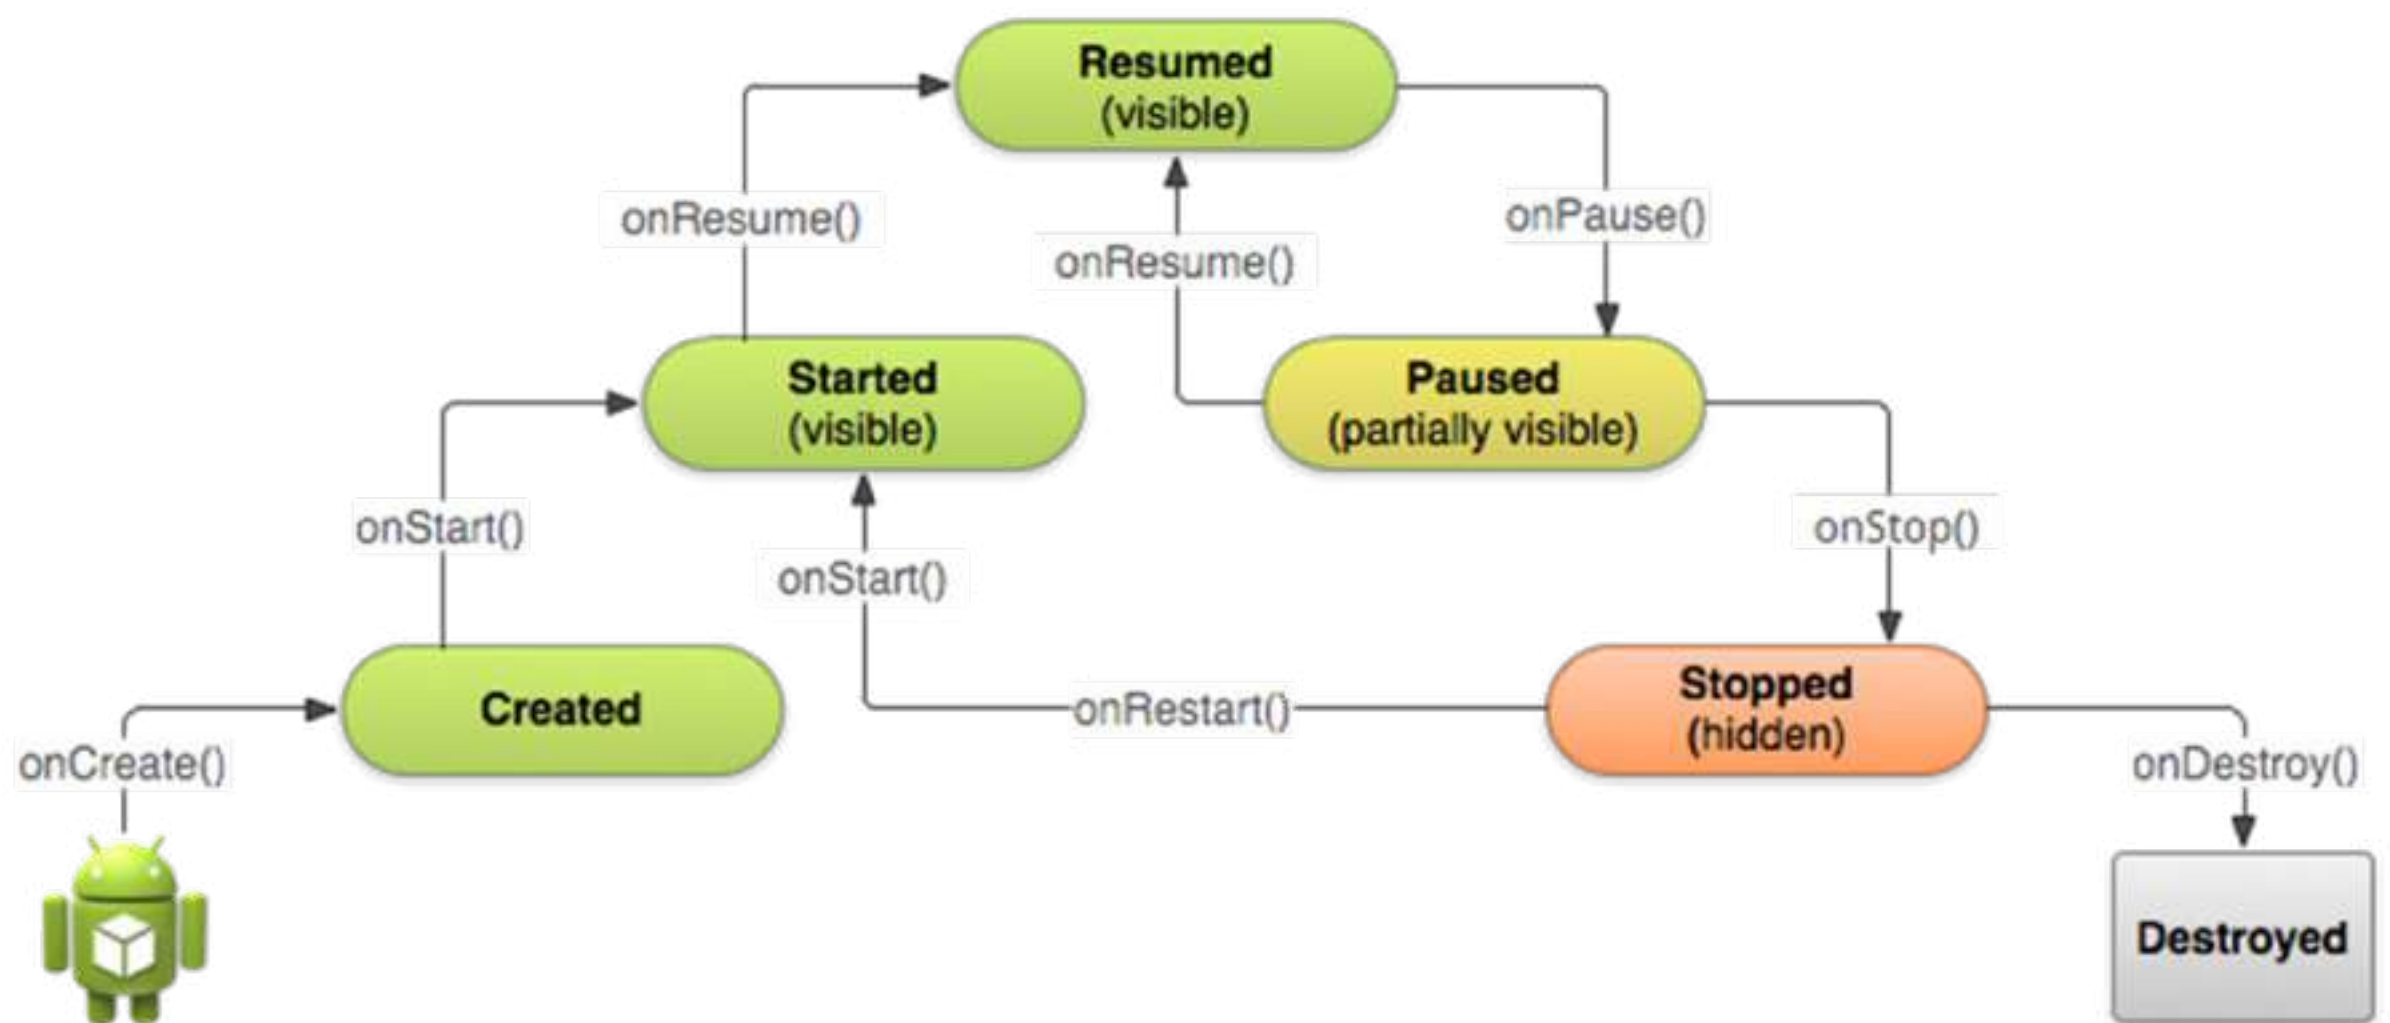 Resumed
(visible)
onResume()
onPause()
onResume()
Started
(visible)
Paused
(partially visible)
onStart()
onStop()
onStart()
Created
Stopped
(hidden)
onRestart()
onCreate()
onDestroy()
Destroyed